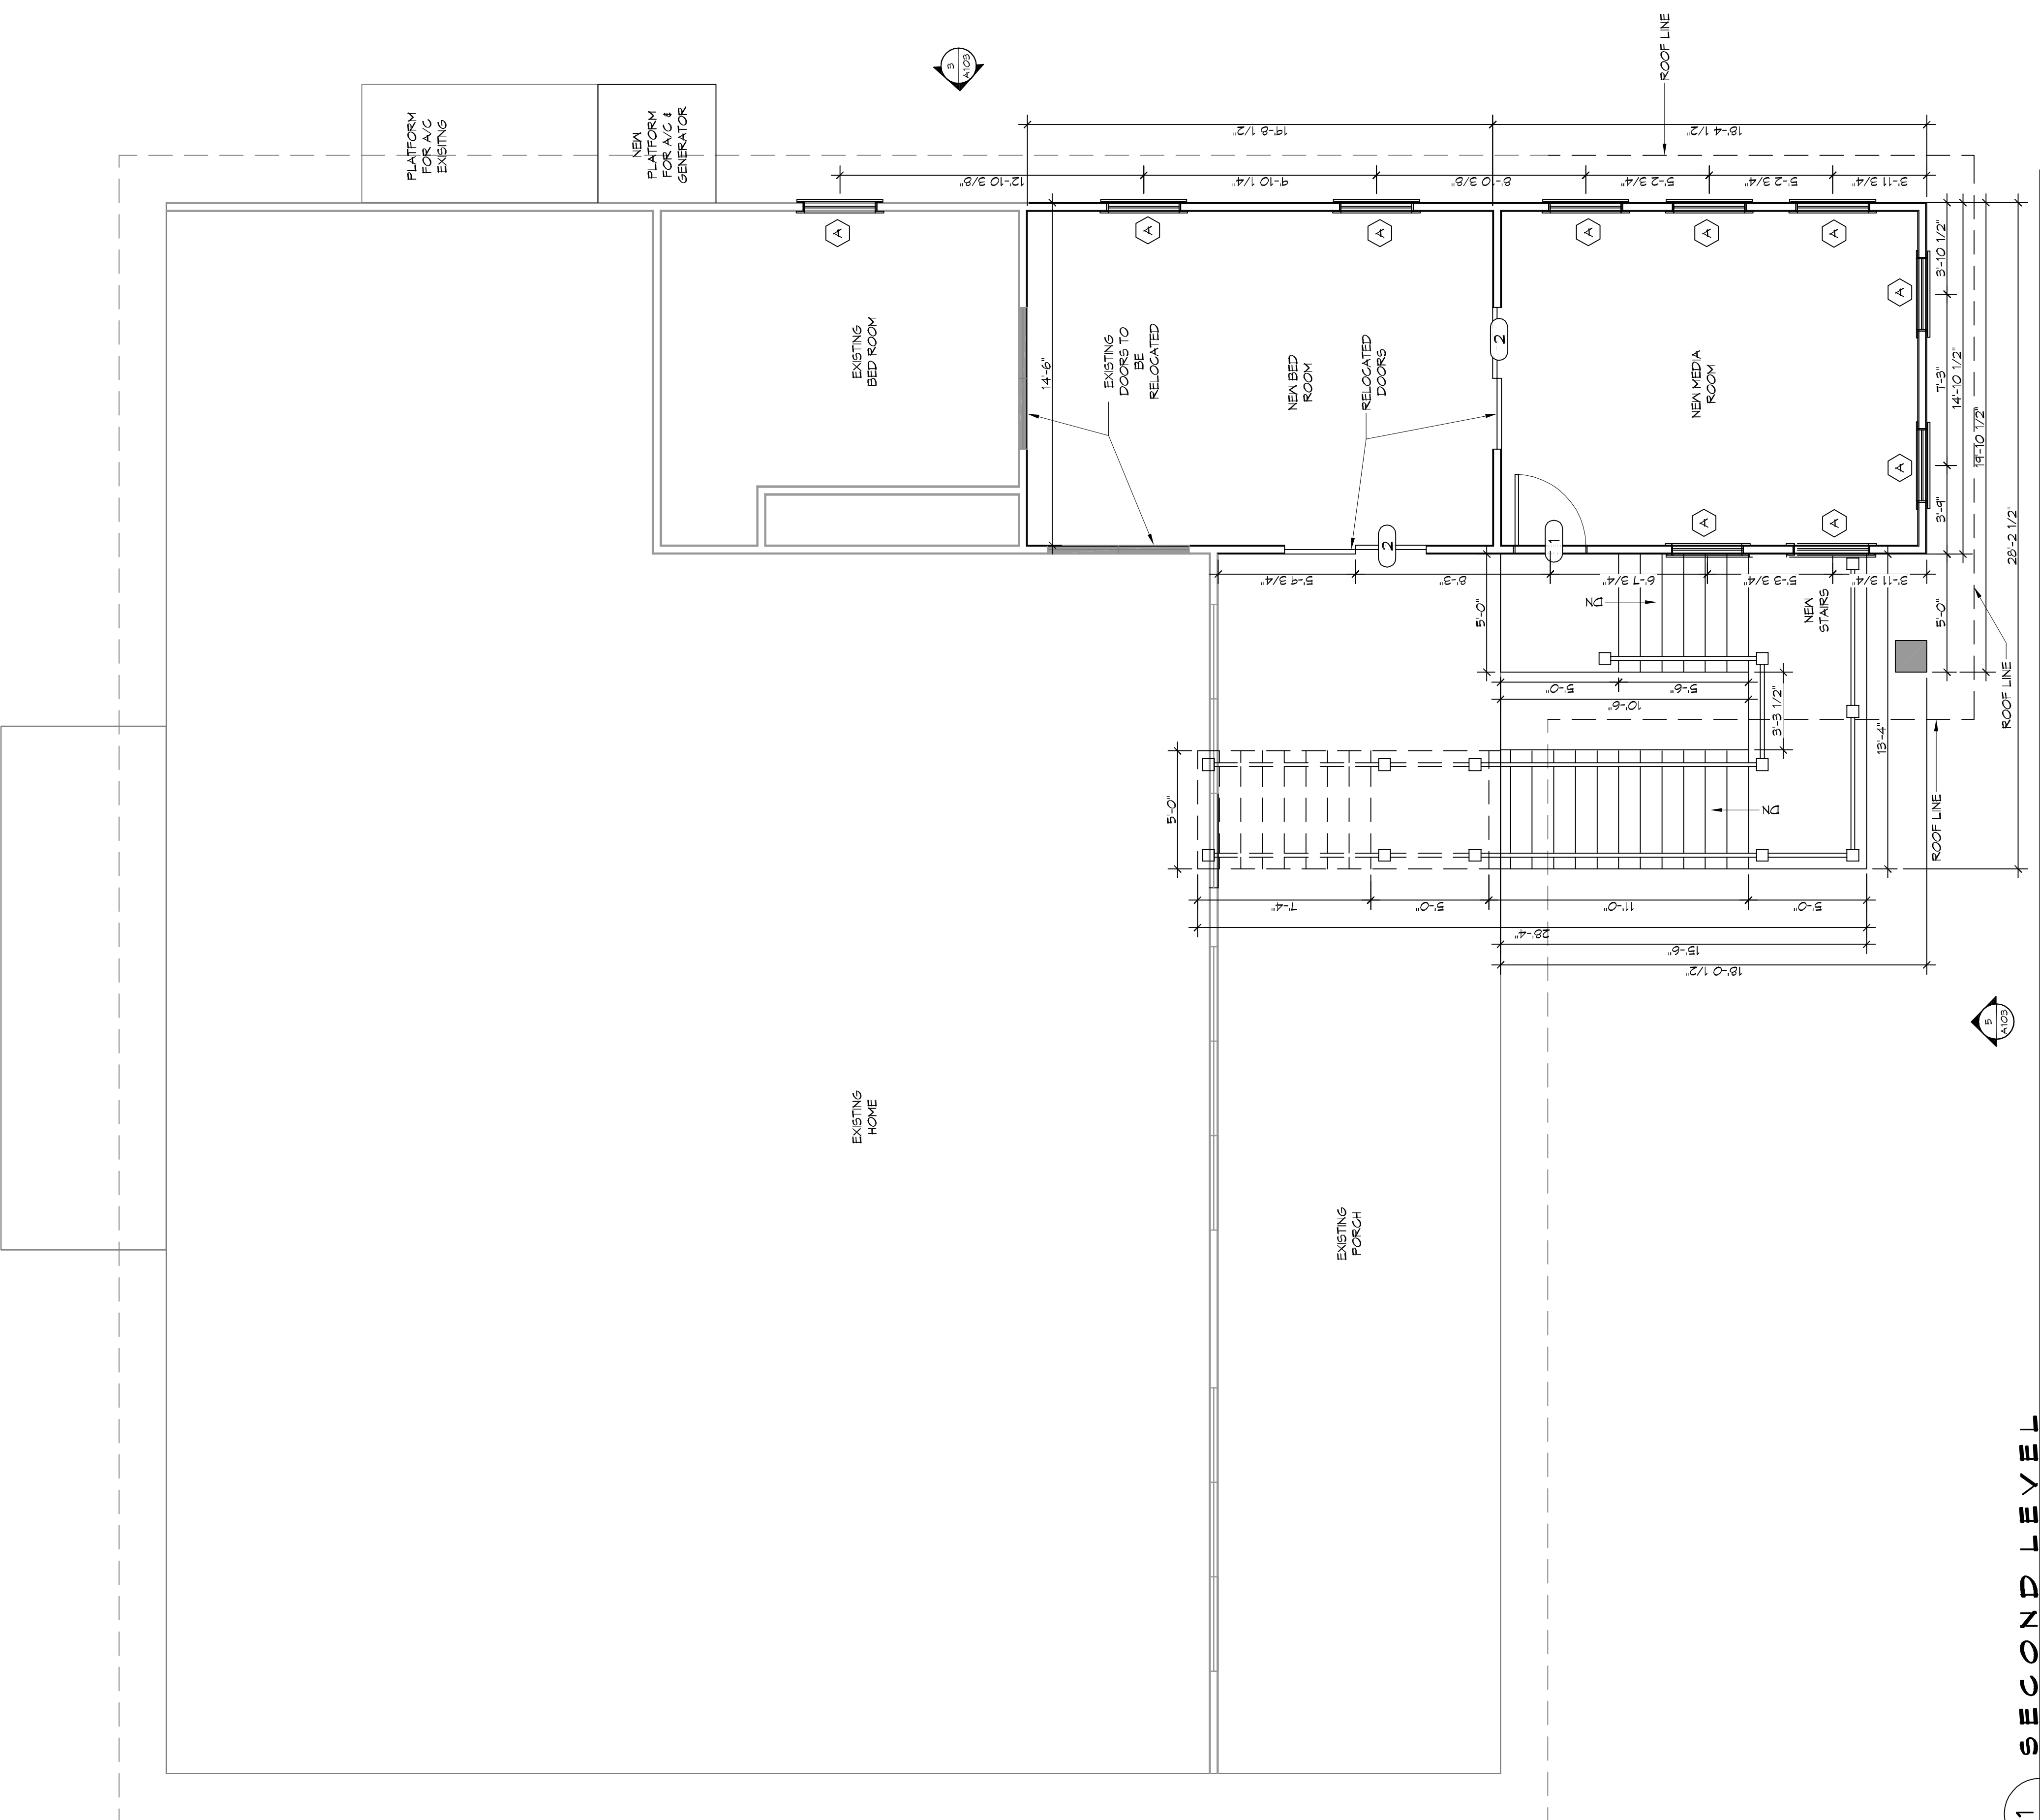 ROOF LINE
3
A103
PLATFORM
FOR A/C
EXISITNG
NEW
PLATFORM
FOR A/C &
GENERATOR
19'-8 1/2"
18'-4 1/2"
12'-10 3/8"
9'-10 1/4"
8'-10 3/8"
5'-2 3/4"
5'-2 3/4"
3'-11 3/4"
A
A
A
A
A
A
A
A
A
A
3'-10 1/2"
7'-3"
3'-9"
14'-10 1/2"
19'-10 1/2"
28'-2 1/2"
5'-0"
EXISTING
BED ROOM
14'-6"
EXISTING
DOORS TO
BE
RELOCATED
NEW BED
ROOM
RELOCATED
DOORS
2
NEW MEDIA
ROOM
2
1
5'-9 3/4"
8'-3"
6'-7 3/4"
5'-3 3/4"
3'-11 3/4"
5'-0"
DN
NEW
STAIRS
5'-0"
5'-6"
10'-6"
3'-3 1/2"
13'-4"
ROOF LINE
ROOF LINE
5'-0"
DN
7'-4"
5'-0"
11'-0"
5'-0"
28'-4"
15'-6"
18'-0 1/2"
5
A103
EXISTING
HOME
EXISTING
PORCH
1
SECOND LEVEL